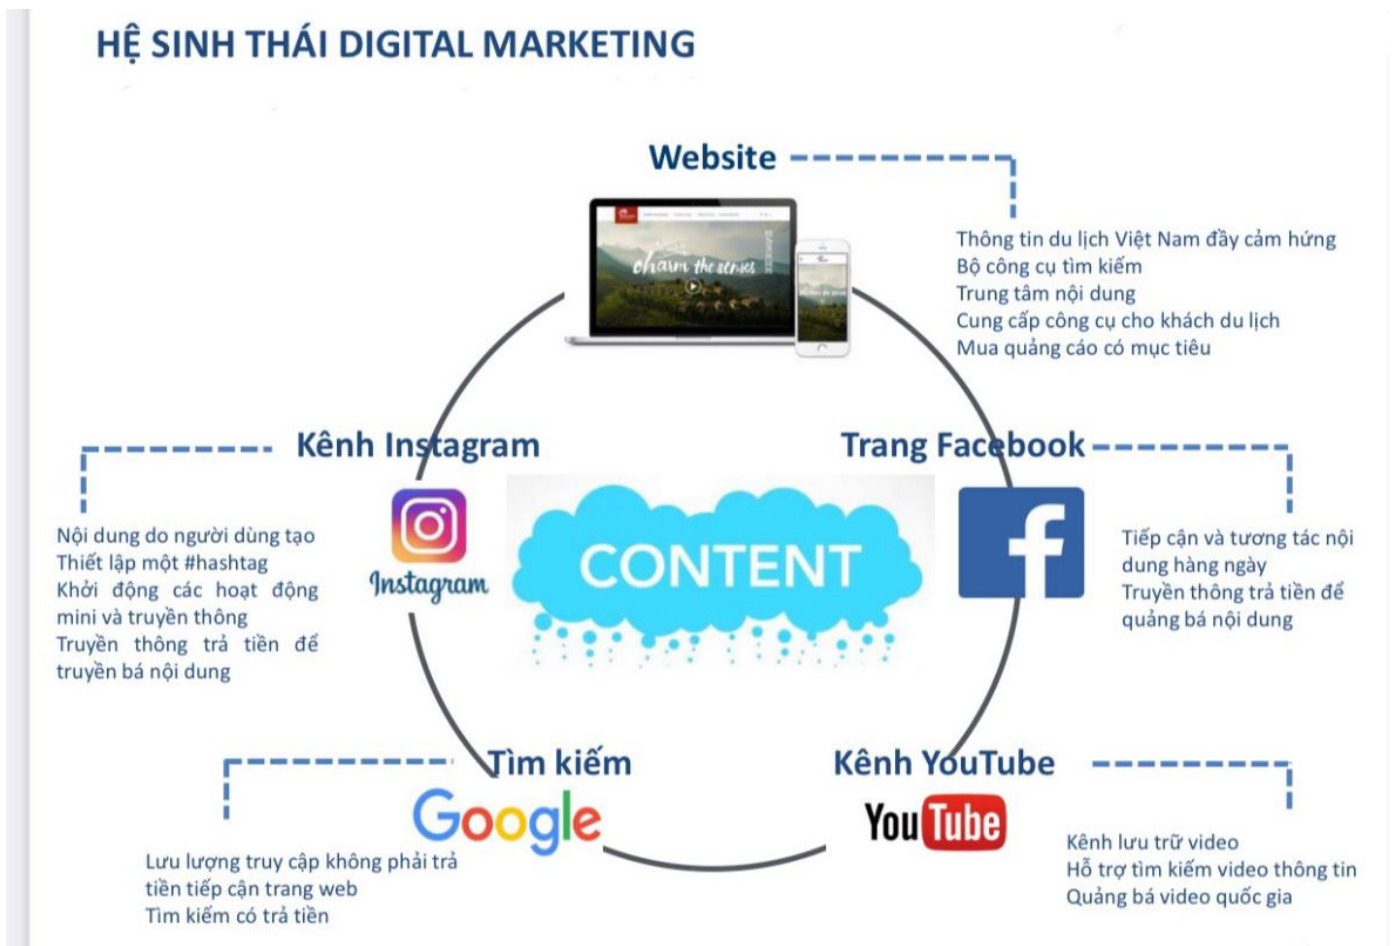 HỆ SINH THÁI DIGITAL MARKETING
Website
charm the senses
Thông tin du lịch Việt Nam đầy cảm hứng
Bộ công cụ tìm kiếm
Trung tâm nội dung
Cung cấp công cụ cho khách du lịch
Mua quảng cáo có mục tiêu
Kênh Instagram
Instagram
Nội dung do người dùng tạo
Thiết lập một #hashtag
Khởi động các hoạt động
mini và truyền thông
Truyền thông trả tiền để
truyền bá nội dung
CONTENT
Trang Facebook
f
Tiếp cận và tương tác nội
dung hàng ngày
Truyền thông trả tiền để
quảng bá nội dung
Tìm kiếm
Google
Lưu lượng truy cập không phải trả
tiền tiếp cận trang web
Tìm kiếm có trả tiền
Kênh YouTube
YouTube
Kênh lưu trữ video
Hỗ trợ tìm kiếm video thông tin
Quảng bá video quốc gia